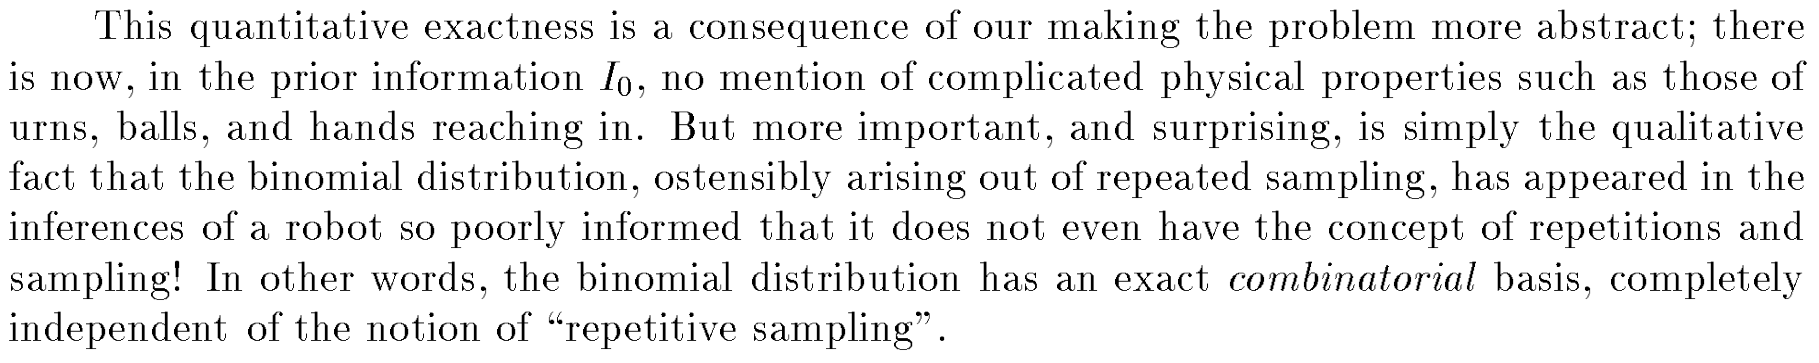 This quantitative exactness is a consequence of our making the problem more abstract; there
is now, in the prior information I₀, no mention of complicated physical properties such as those of
urns, balls, and hands reaching in. But more important, and surprising, is simply the qualitative
fact that the binomial distribution, ostensibly arising out of repeated sampling, has appeared in the
inferences of a robot so poorly informed that it does not even have the concept of repetitions and
sampling! In other words, the binomial distribution has an exact combinatorial basis, completely
independent of the notion of “repetitive sampling”.